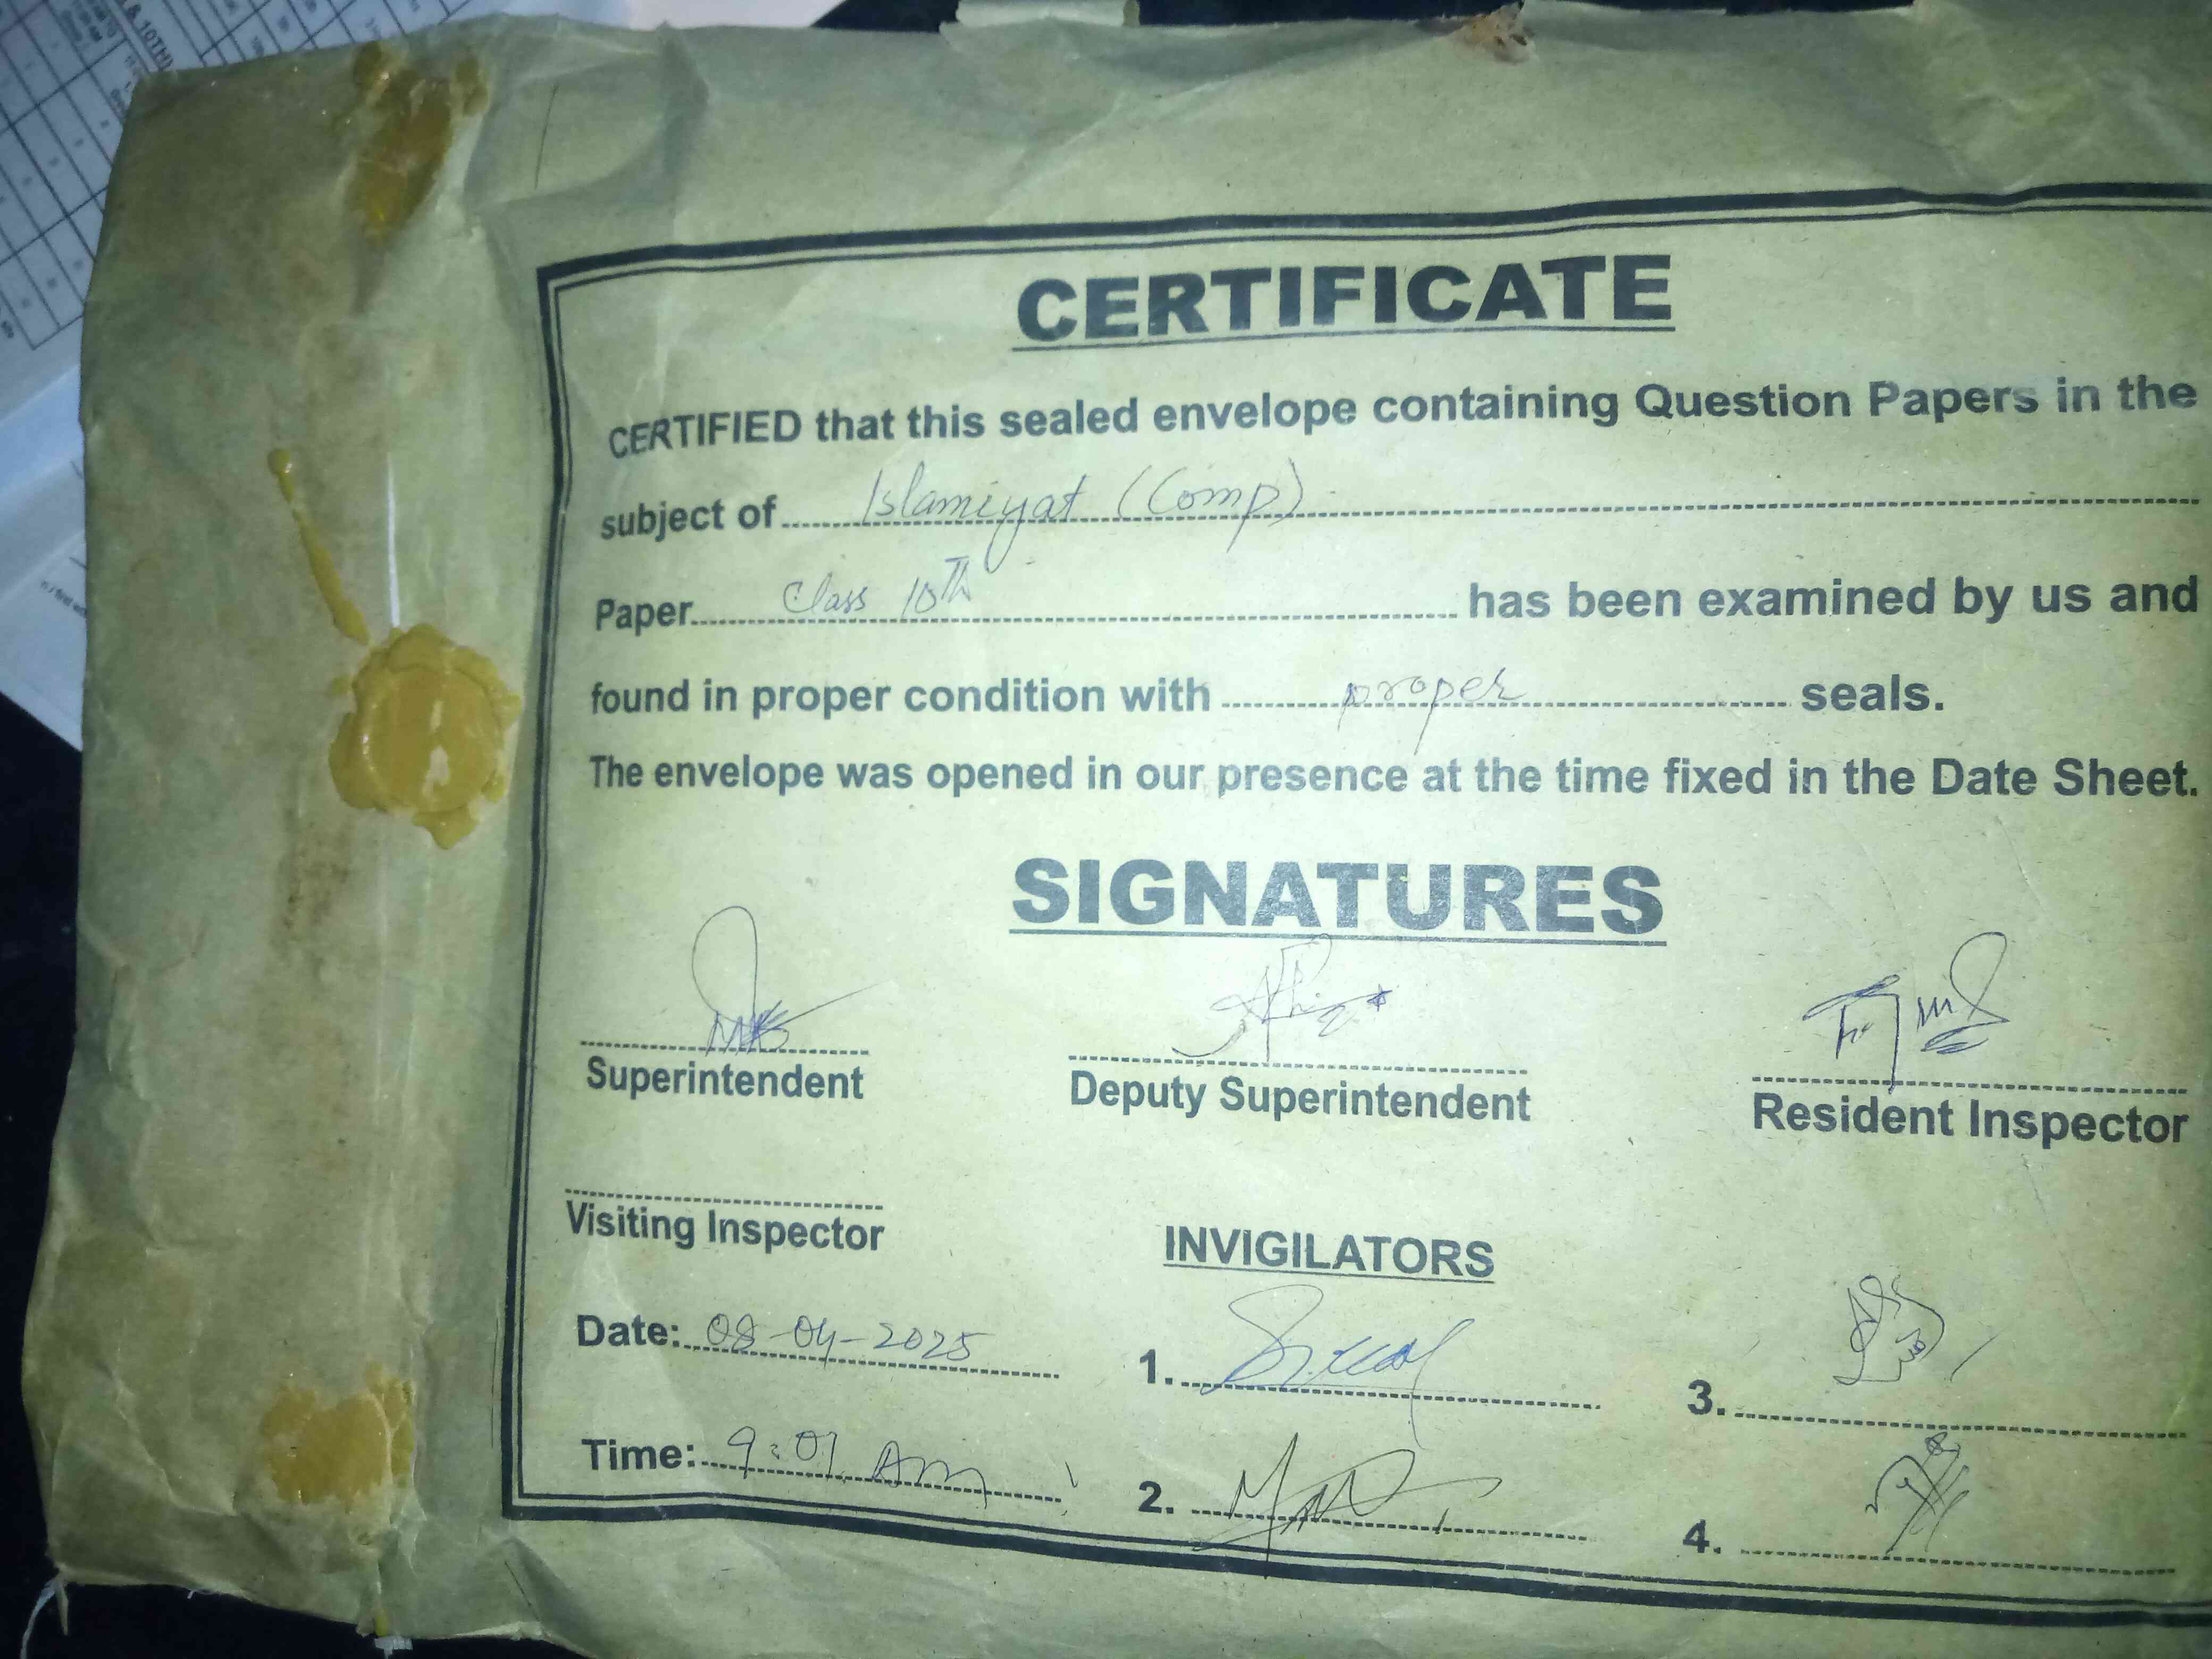 & 10TH)
CERTIFICATE
CERTIFIED that this sealed envelope containing Question Papers in the
subject of Islamiyat (Comp)
Paper Class 10Th has been examined by us and
found in proper condition with proper seals.
The envelope was opened in our presence at the time fixed in the Date Sheet.
SIGNATURES
Superintendent Deputy Superintendent Resident Inspector
Visiting Inspector
INVIGILATORS
Date: 08-04-2025 1. 3.
Time: 9:01 Am 2. 4.